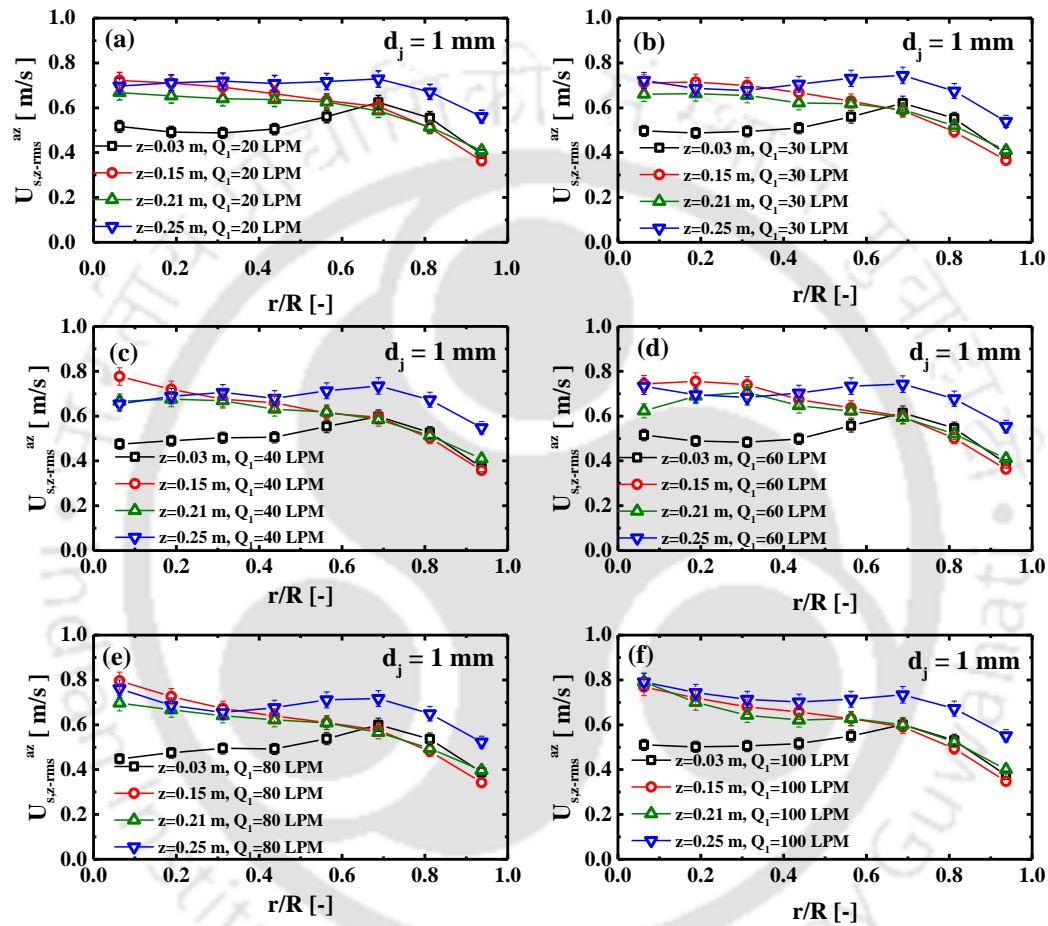 (a)
d_j = 1 mm
U_{s,z-rms}^{az} [ m/s ]
1.0
0.8
0.6
0.4
0.2
0.0
z=0.03 m, Q_1=20 LPM
z=0.15 m, Q_1=20 LPM
z=0.21 m, Q_1=20 LPM
z=0.25 m, Q_1=20 LPM
0.0 0.2 0.4 0.6 0.8 1.0
r/R [-]
(b)
d_j = 1 mm
U_{s,z-rms}^{az} [ m/s ]
1.0
0.8
0.6
0.4
0.2
0.0
z=0.03 m, Q_1=30 LPM
z=0.15 m, Q_1=30 LPM
z=0.21 m, Q_1=30 LPM
z=0.25 m, Q_1=30 LPM
0.0 0.2 0.4 0.6 0.8 1.0
r/R [-]
(c)
d_j = 1 mm
U_{s,z-rms}^{az} [ m/s ]
1.0
0.8
0.6
0.4
0.2
0.0
z=0.03 m, Q_1=40 LPM
z=0.15 m, Q_1=40 LPM
z=0.21 m, Q_1=40 LPM
z=0.25 m, Q_1=40 LPM
0.0 0.2 0.4 0.6 0.8 1.0
r/R [-]
(d)
d_j = 1 mm
U_{s,z-rms}^{az} [ m/s ]
1.0
0.8
0.6
0.4
0.2
0.0
z=0.03 m, Q_1=60 LPM
z=0.15 m, Q_1=60 LPM
z=0.21 m, Q_1=60 LPM
z=0.25 m, Q_1=60 LPM
0.0 0.2 0.4 0.6 0.8 1.0
r/R [-]
(e)
d_j = 1 mm
U_{s,z-rms}^{az} [ m/s ]
1.0
0.8
0.6
0.4
0.2
0.0
z=0.03 m, Q_1=80 LPM
z=0.15 m, Q_1=80 LPM
z=0.21 m, Q_1=80 LPM
z=0.25 m, Q_1=80 LPM
0.0 0.2 0.4 0.6 0.8 1.0
r/R [-]
(f)
d_j = 1 mm
U_{s,z-rms}^{az} [ m/s ]
1.0
0.8
0.6
0.4
0.2
0.0
z=0.03 m, Q_1=100 LPM
z=0.15 m, Q_1=100 LPM
z=0.21 m, Q_1=100 LPM
z=0.25 m, Q_1=100 LPM
0.0 0.2 0.4 0.6 0.8 1.0
r/R [-]